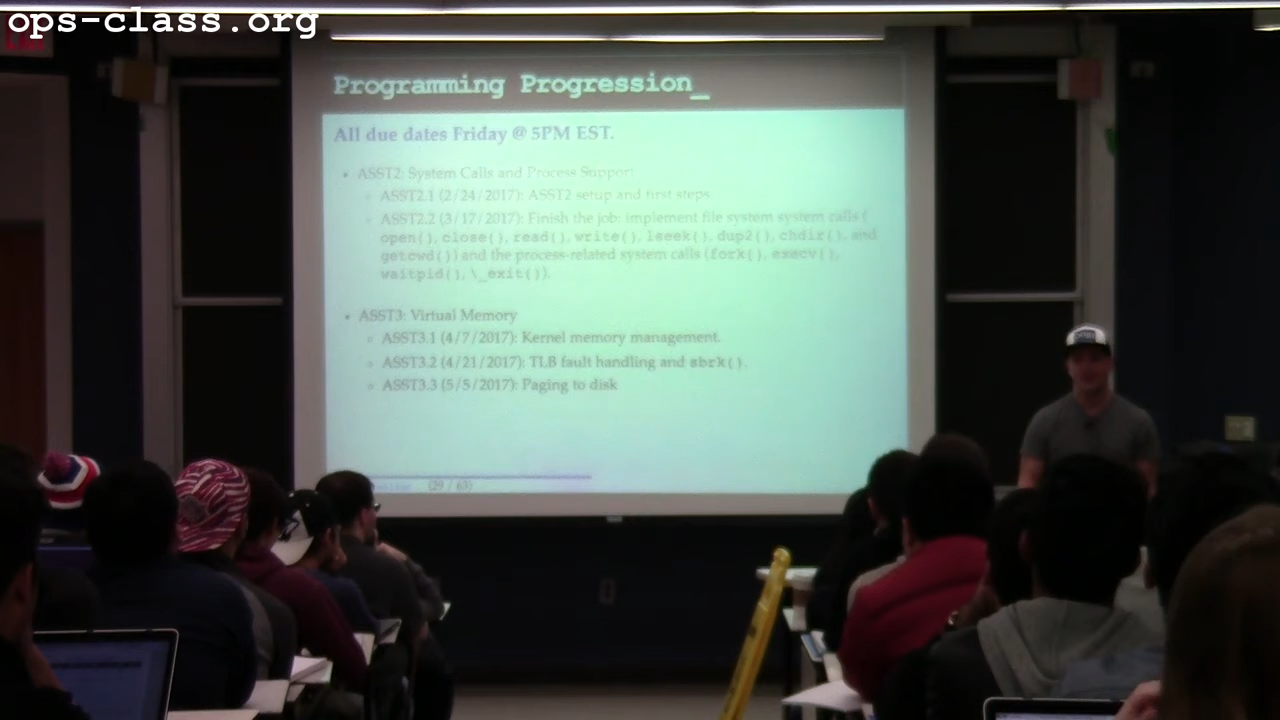 ops-class.org
Programming Progression_
All due dates Friday @ 5PM EST.
• ASST2: System Calls and Process Support
◦ ASST2.1 (2/24/2017): ASST2 setup and first steps.
◦ ASST2.2 (3/17/2017): Finish the job: implement file system system calls (
open(), close(), read(), write(), lseek(), dup2(), chdir(), and
getcwd()) and the process-related system calls (fork(), execv(),
waitpid(), \_exit()).
• ASST3: Virtual Memory
◦ ASST3.1 (4/7/2017): Kernel memory management.
◦ ASST3.2 (4/21/2017): TLB fault handling and sbrk().
◦ ASST3.3 (5/5/2017): Paging to disk
(29 / 63)